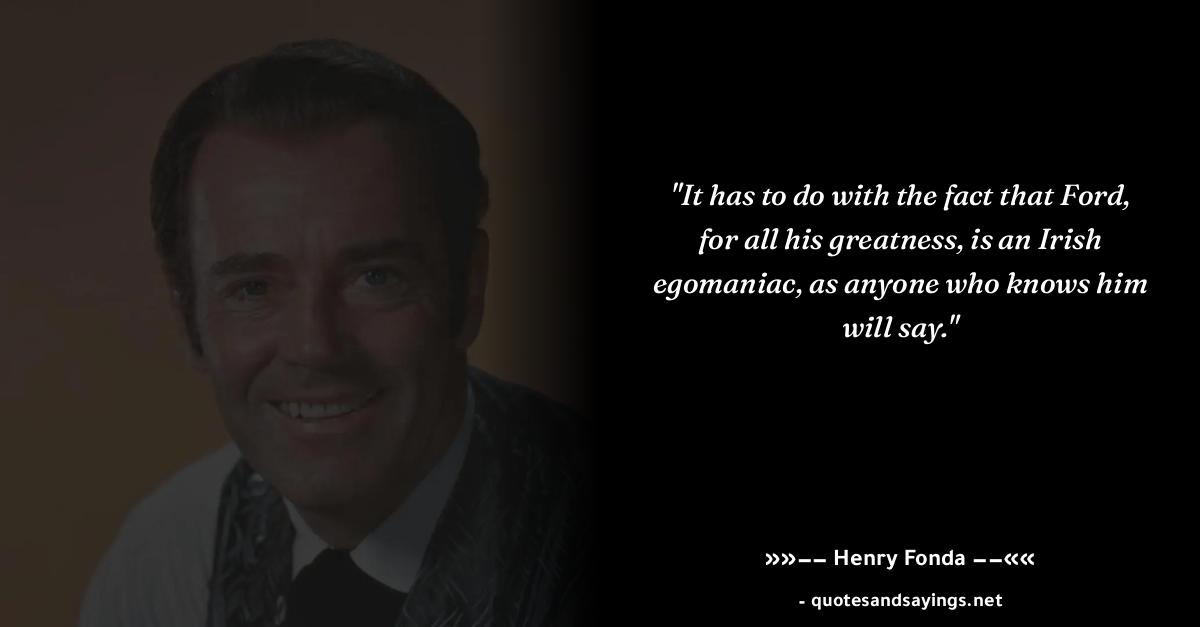 "It has to do with the fact that Ford,
for all his greatness, is an Irish
egomaniac, as anyone who knows him
will say."
»»–– Henry Fonda ––««
- quotesandsayings.net